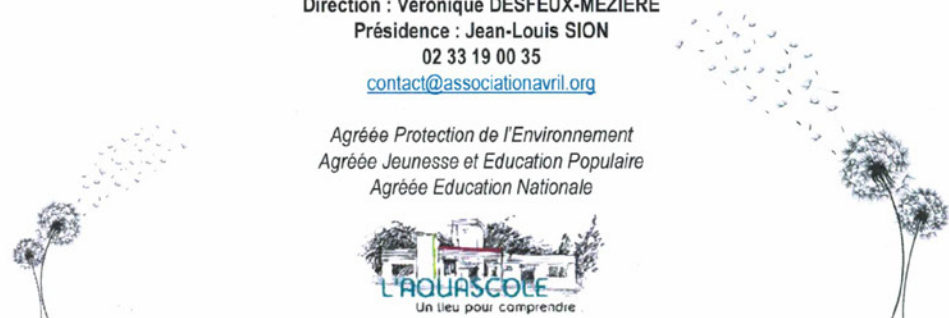 Direction : Véronique DESFEUX-MEZIERE
Présidence : Jean-Louis SION
02 33 19 00 35
contact@associationavril.org
Agréée Protection de l'Environnement
Agréée Jeunesse et Education Populaire
Agréée Education Nationale
L'AQUASCOLE
Un lieu pour comprendre